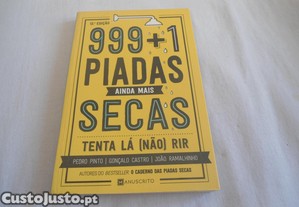 12ª EDIÇÃO
999+1
PIADAS
AINDA MAIS
SECAS
TENTA LÁ (NÃO) RIR
PEDRO PINTO | GONÇALO CASTRO | JOÃO RAMALHINHO
AUTORES DO BESTSELLER O CADERNO DAS PIADAS SECAS
MANUSCRITO
CustoJusto.pt